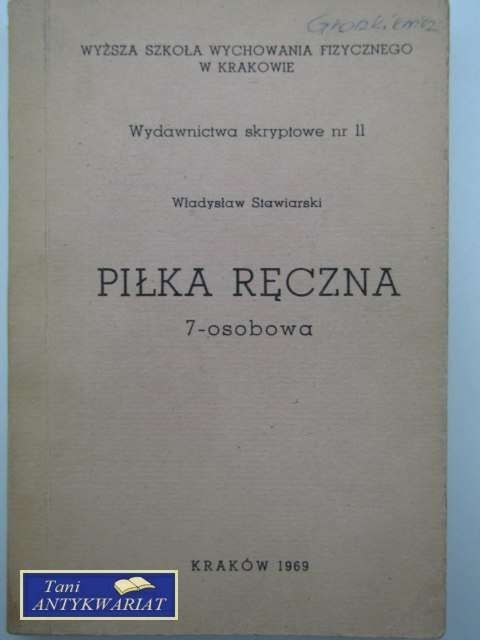 WYŻSZA SZKOŁA WYCHOWANIA FIZYCZNEGO
W KRAKOWIE
Wydawnictwa skryptowe nr 11
Władysław Stawiarski
PIŁKA RĘCZNA
7-osobowa
KRAKÓW 1969
Tani
ANTYKWARIAT